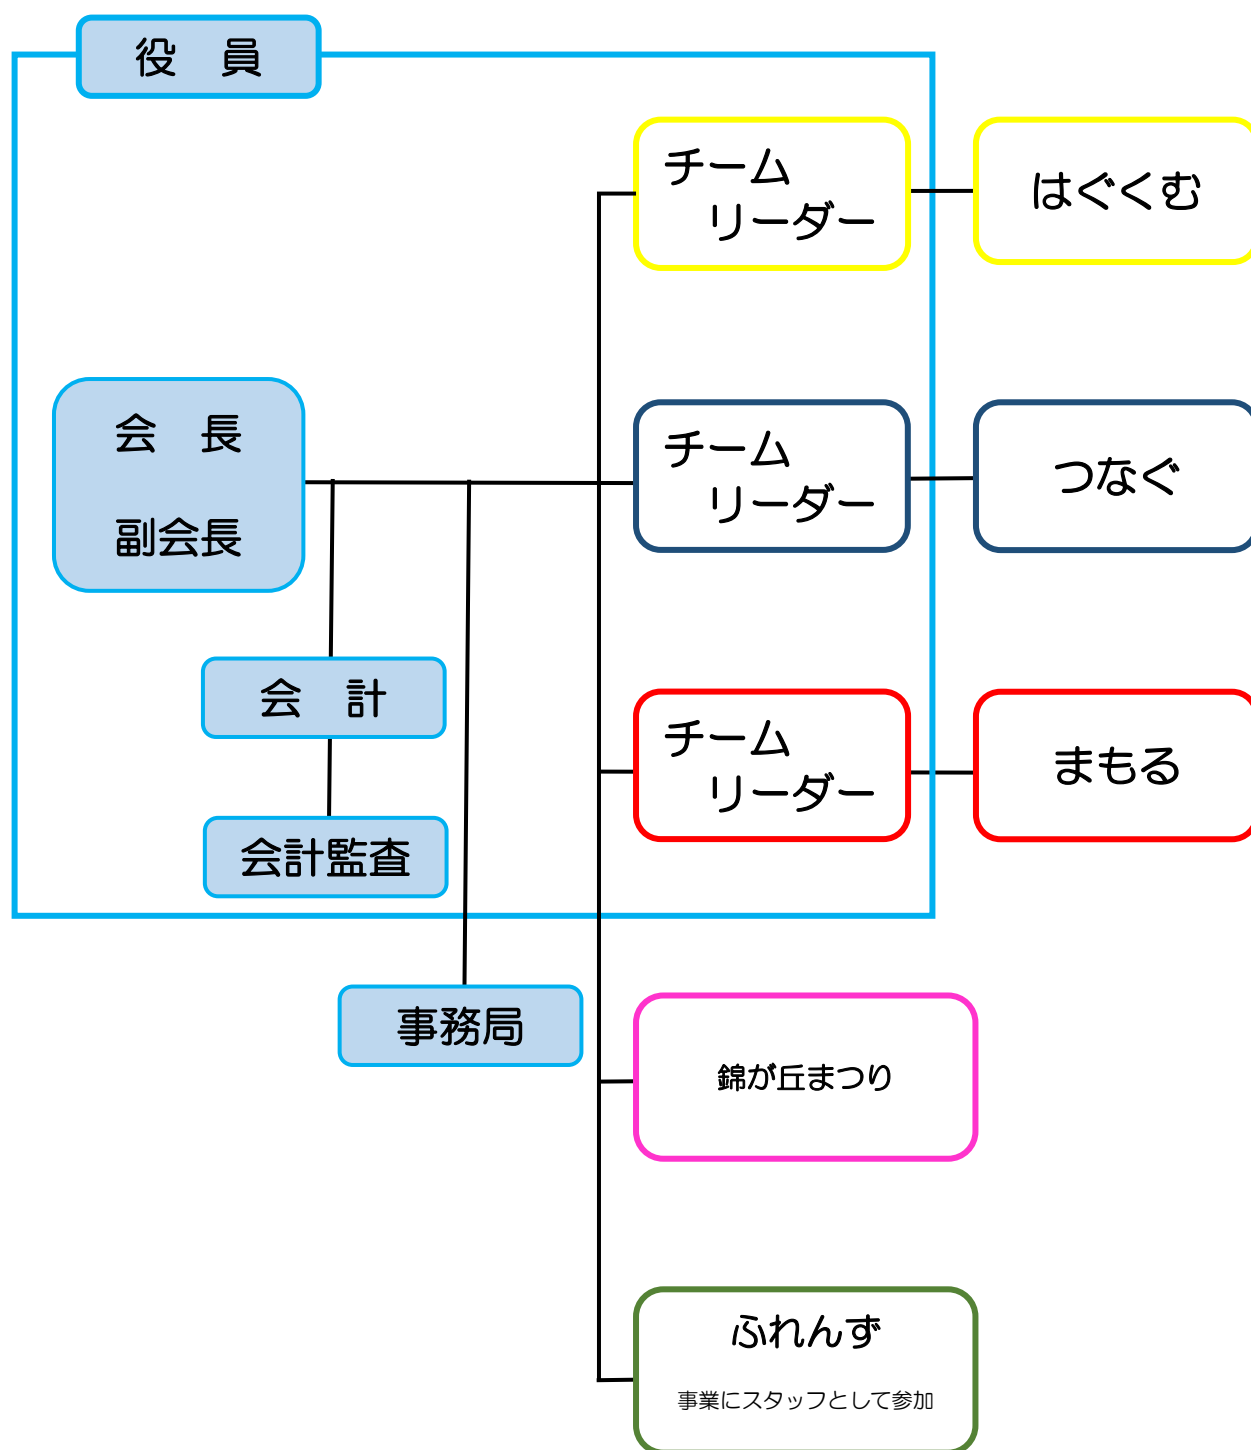 役　員
チーム
リーダー
はぐくむ
会　長
副会長
チーム
リーダー
つなぐ
会　計
チーム
リーダー
まもる
会計監査
事務局
錦が丘まつり
ふれんず
事業にスタッフとして参加